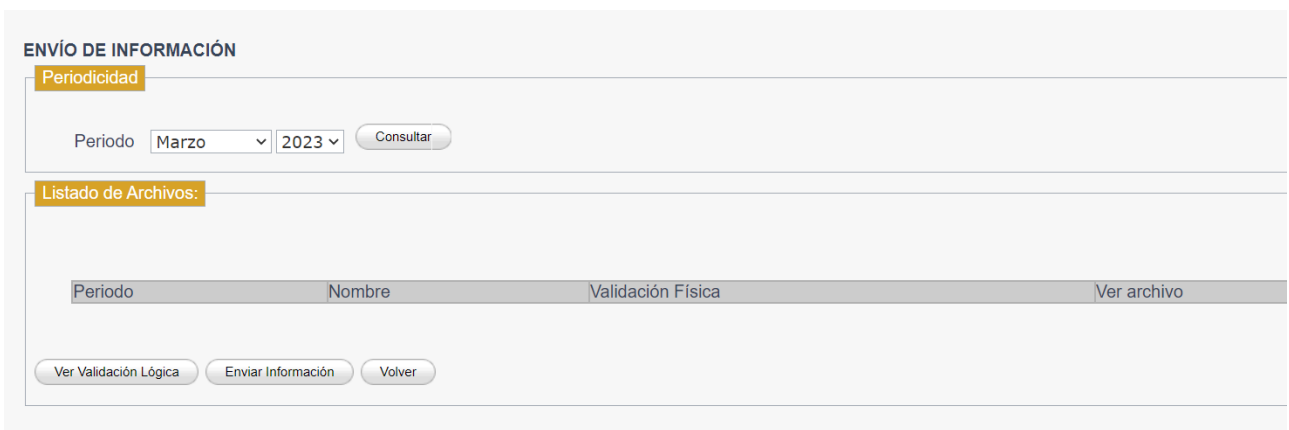 ENVÍO DE INFORMACIÓN
Periodicidad
Periodo Marzo 2023 Consultar
Listado de Archivos:
Periodo Nombre Validación Física Ver archivo
Ver Validación Lógica Enviar Información Volver